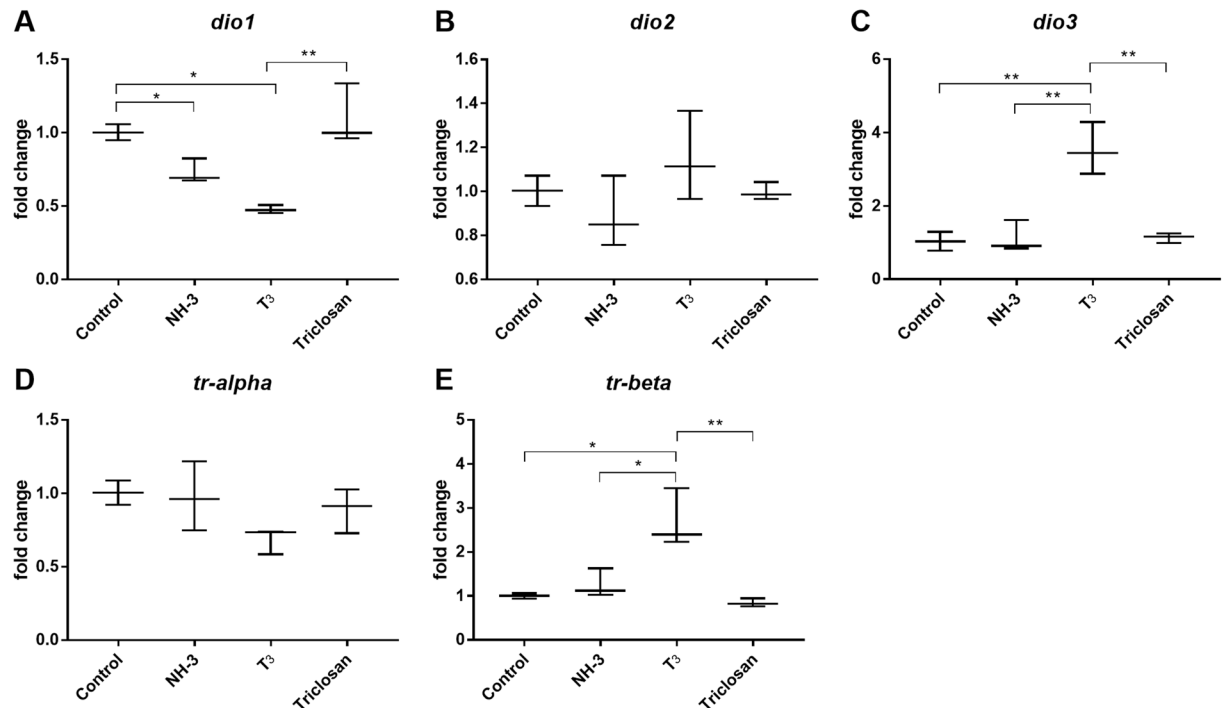 A dio1
fold change
1.5
1.0
0.5
0.0
* * **
Control NH-3 T3 Triclosan
B dio2
fold change
1.6
1.4
1.2
1.0
0.8
0.6
Control NH-3 T3 Triclosan
C dio3
fold change
6
4
2
0
** ** **
Control NH-3 T3 Triclosan
D tr-alpha
fold change
1.5
1.0
0.5
0.0
Control NH-3 T3 Triclosan
E tr-beta
fold change
5
4
3
2
1
0
* * **
Control NH-3 T3 Triclosan